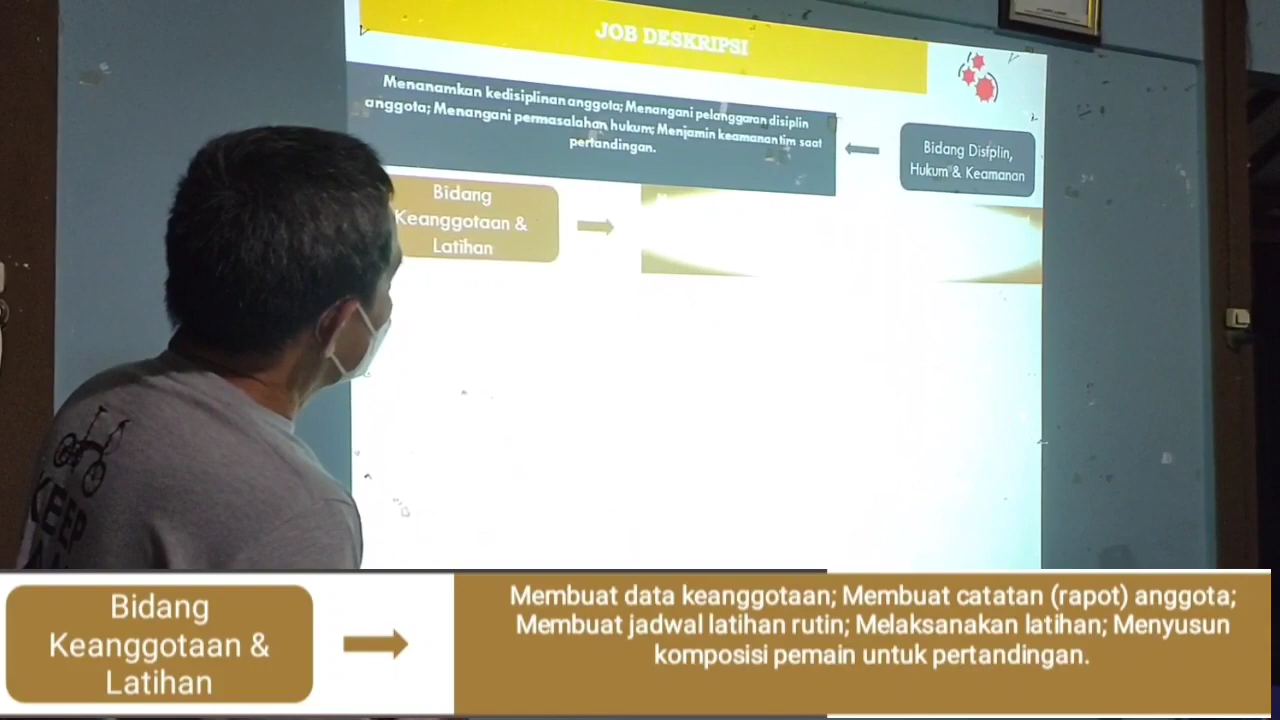 JOB DESKRIPSI
Menanamkan kedisiplinan anggota; Menangani pelanggaran disiplin
anggota; Menangani permasalahan hukum; Menjamin keamanan tim saat
pertandingan.
Bidang Disiplin,
Hukum & Keamanan
Bidang
Keanggotaan &
Latihan
KEEP
Bidang
Keanggotaan &
Latihan
Membuat data keanggotaan; Membuat catatan (rapot) anggota;
Membuat jadwal latihan rutin; Melaksanakan latihan; Menyusun
komposisi pemain untuk pertandingan.